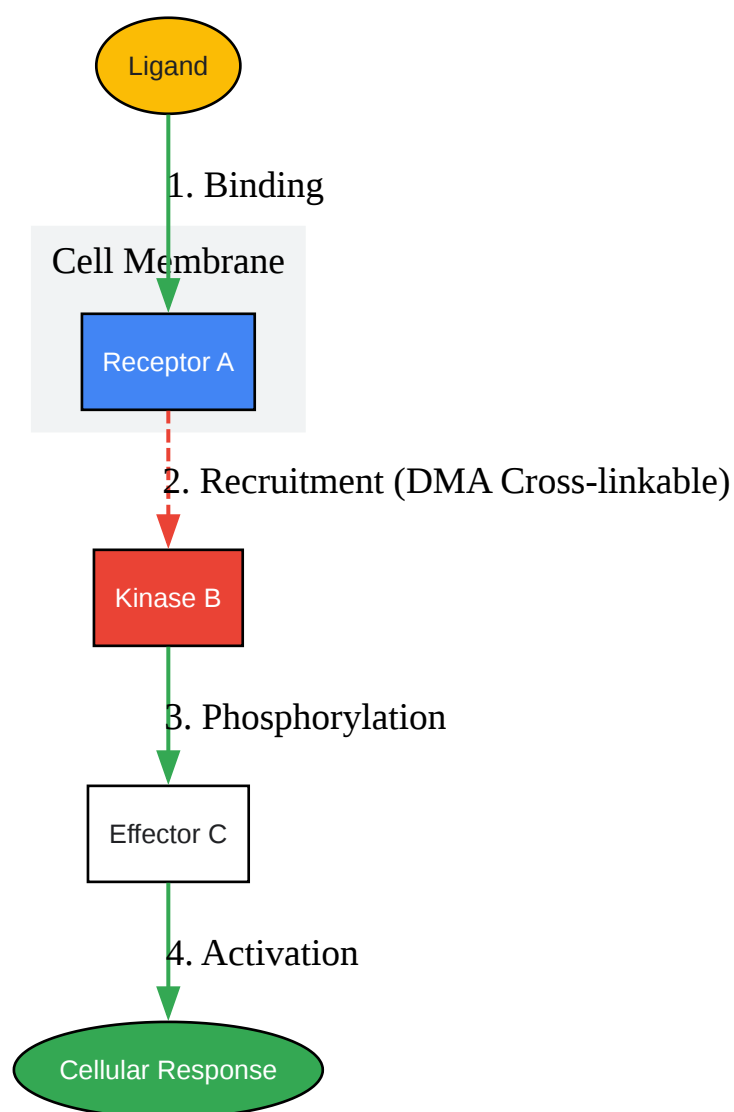 Ligand
1. Binding
Cell Membrane
Receptor A
2. Recruitment (DMA Cross-linkable)
Kinase B
3. Phosphorylation
Effector C
4. Activation
Cellular Response